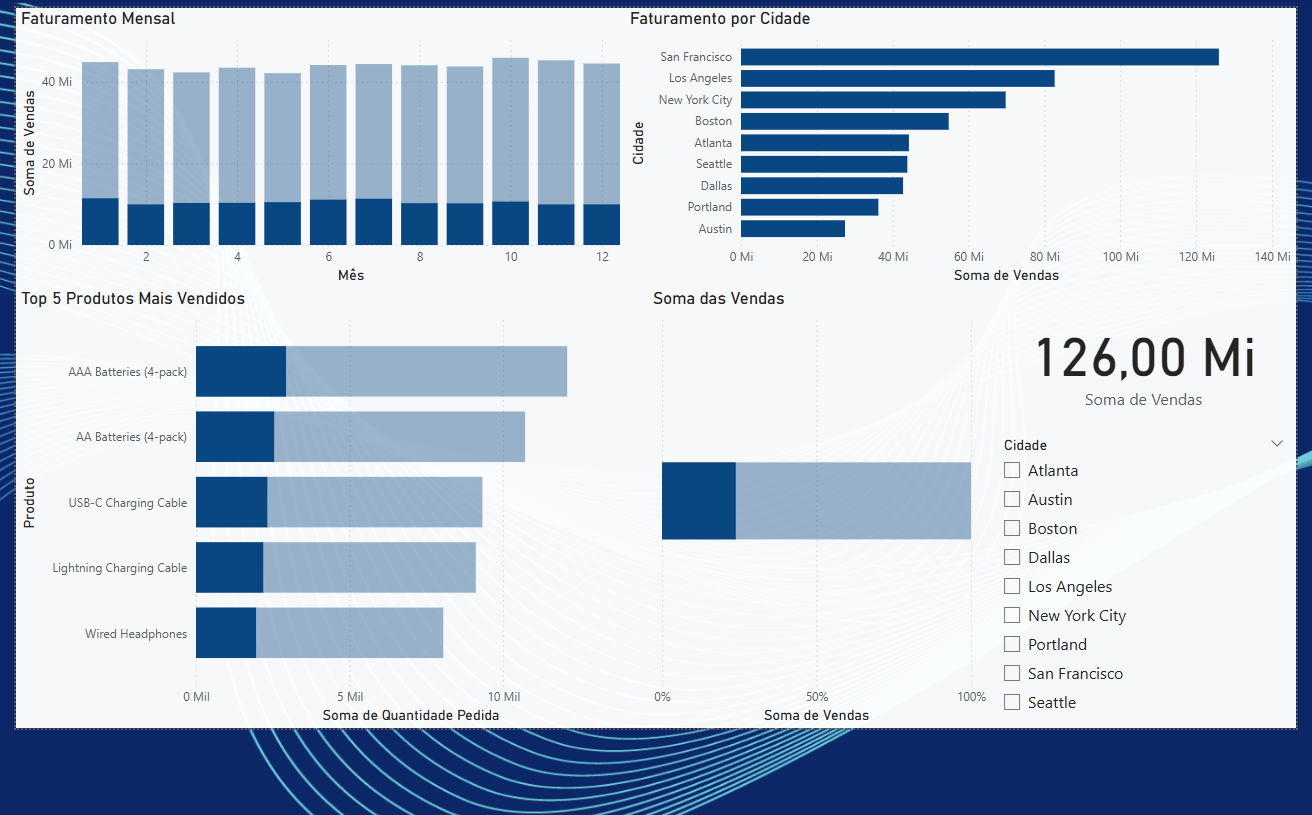 Faturamento Mensal
Soma de Vendas
40 Mi
20 Mi
0 Mi
2 4 6 8 10 12
Mês
Faturamento por Cidade
Cidade
San Francisco
Los Angeles
New York City
Boston
Atlanta
Seattle
Dallas
Portland
Austin
0 Mi 20 Mi 40 Mi 60 Mi 80 Mi 100 Mi 120 Mi 140 Mi
Soma de Vendas
Top 5 Produtos Mais Vendidos
Produto
AAA Batteries (4-pack)
AA Batteries (4-pack)
USB-C Charging Cable
Lightning Charging Cable
Wired Headphones
0 Mil 5 Mil 10 Mil
Soma de Quantidade Pedida
Soma das Vendas
0% 50% 100%
Soma de Vendas
126,00 Mi
Soma de Vendas
Cidade
Atlanta
Austin
Boston
Dallas
Los Angeles
New York City
Portland
San Francisco
Seattle